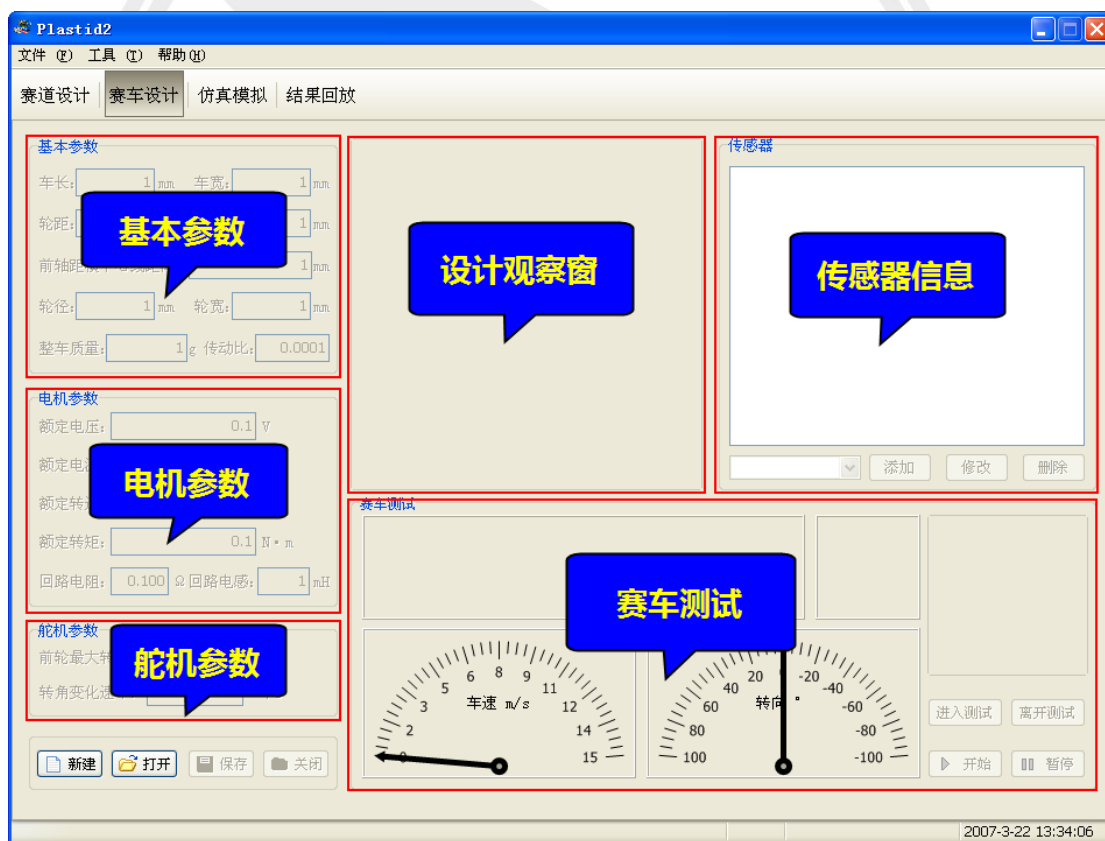 Plastid2
文件(F) 工具(T) 帮助(H)
赛道设计 赛车设计 仿真模拟 结果回放
基本参数
车长: 1 mm 车宽: 1 mm
轮距: 1 mm
基本参数
前轴距 1 mm
轮径: 1 mm 轮宽: 1 mm
整车质量: 1 g 传动比: 0.0001
电机参数
额定电压: 0.1 V
额定电
电机参数
额定转
额定转矩: 0.1 N·m
回路电阻: 0.100 Ω 回路电感: 1 mH
舵机参数
前轮最大转
舵机参数
转角变化速
新建 打开 保存 关闭
设计观察窗
传感器
传感器信息
添加 修改 删除
赛车测试
赛车测试
车速 m/s
0 2 3 5 6 8 9 11 12 14 15
转向 °
100 80 60 40 20 -20 -40 -60 -80 -100
进入测试 离开测试
开始 暂停
2007-3-22 13:34:06